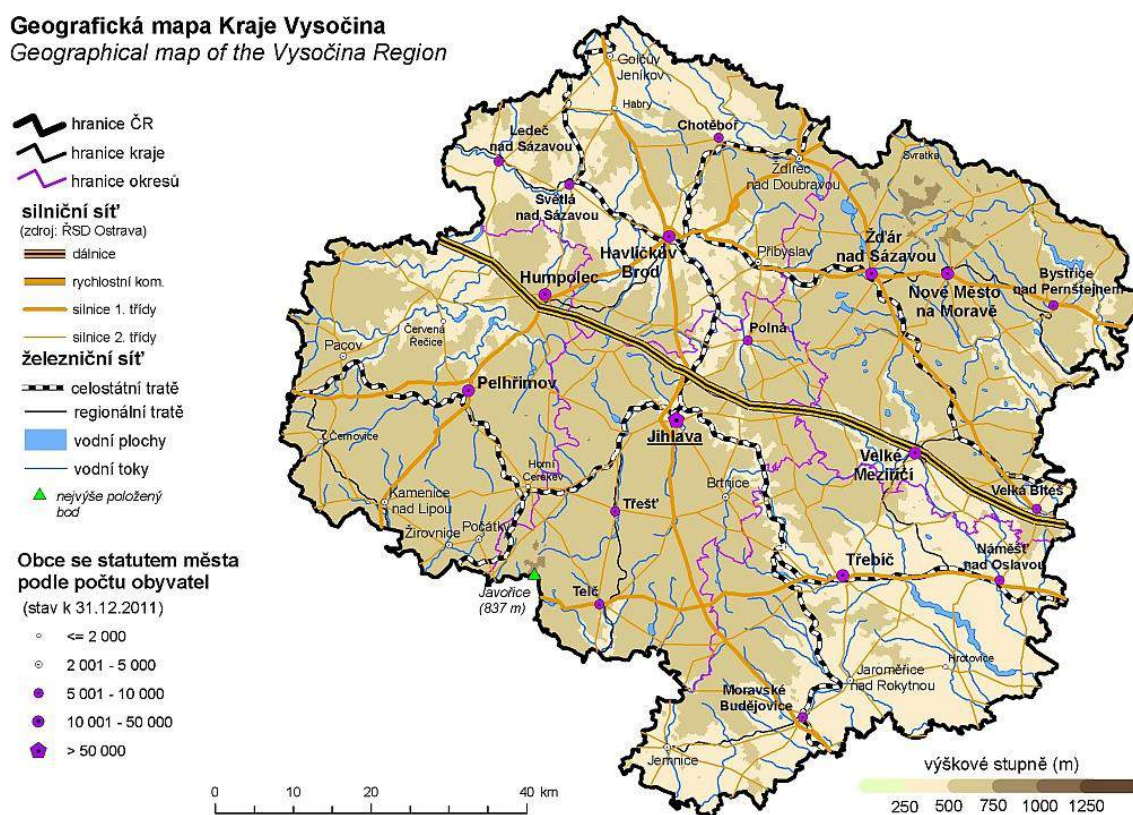 Geografická mapa Kraje Vysočina
Geographical map of the Vysočina Region
hranice ČR
hranice kraje
hranice okresů
silniční síť
(zdroj: ŘSD Ostrava)
dálnice
rychlostní kom.
silnice 1. třídy
silnice 2. třídy
železniční síť
celostátní tratě
regionální tratě
vodní plochy
vodní toky
nejvýše položený
bod
Obce se statutem města
podle počtu obyvatel
(stav k 31.12.2011)
<= 2 000
2 001 - 5 000
5 001 - 10 000
10 001 - 50 000
> 50 000
Golčův
Jeníkov
Habry
Chotěboř
Ledeč
nad Sázavou
Světlá
nad Sázavou
Ždírec
nad Doubravou
Svratka
Havlíčkův
Brod
Přibyslav
Žďár
nad Sázavou
Nové Město
na Moravě
Bystřice
nad Pernštejnem
Humpolec
Polná
Červená
Řečice
Pacov
Pelhřimov
Jihlava
Černovice
Velké
Meziříčí
Horní
Cerekev
Brtnice
Velká Bíteš
Kamenice
nad Lipou
Třešť
Žirovnice
Počátky
Náměšť
nad Oslavou
Třebíč
Javořice
(837 m)
Telč
Hrotovice
Jaroměřice
nad Rokytnou
Moravské
Budějovice
Jemnice
výškové stupně (m)
250 500 750 1000 1250
0 10 20 30 40 km